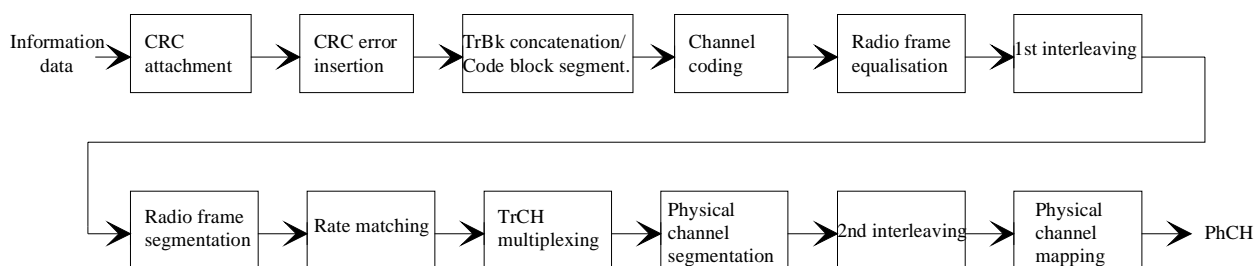 Information
data
CRC
attachment
CRC error
insertion
TrBk concatenation/
Code block segment.
Channel
coding
Radio frame
equalisation
1st interleaving
Radio frame
segmentation
Rate matching
TrCH
multiplexing
Physical
channel
segmentation
2nd interleaving
Physical
channel
mapping
PhCH